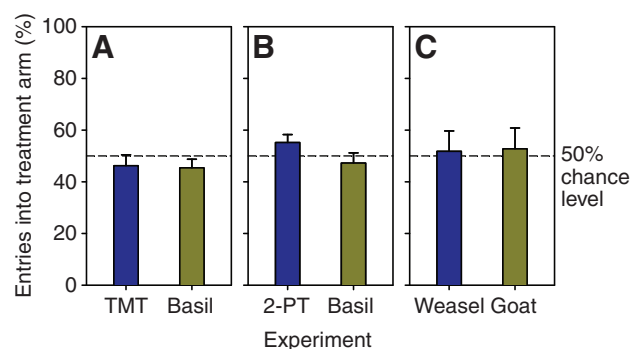 Entries into treatment arm (%)
100
80
60
40
20
0
A
B
C
50%
chance
level
TMT Basil 2-PT Basil Weasel Goat
Experiment